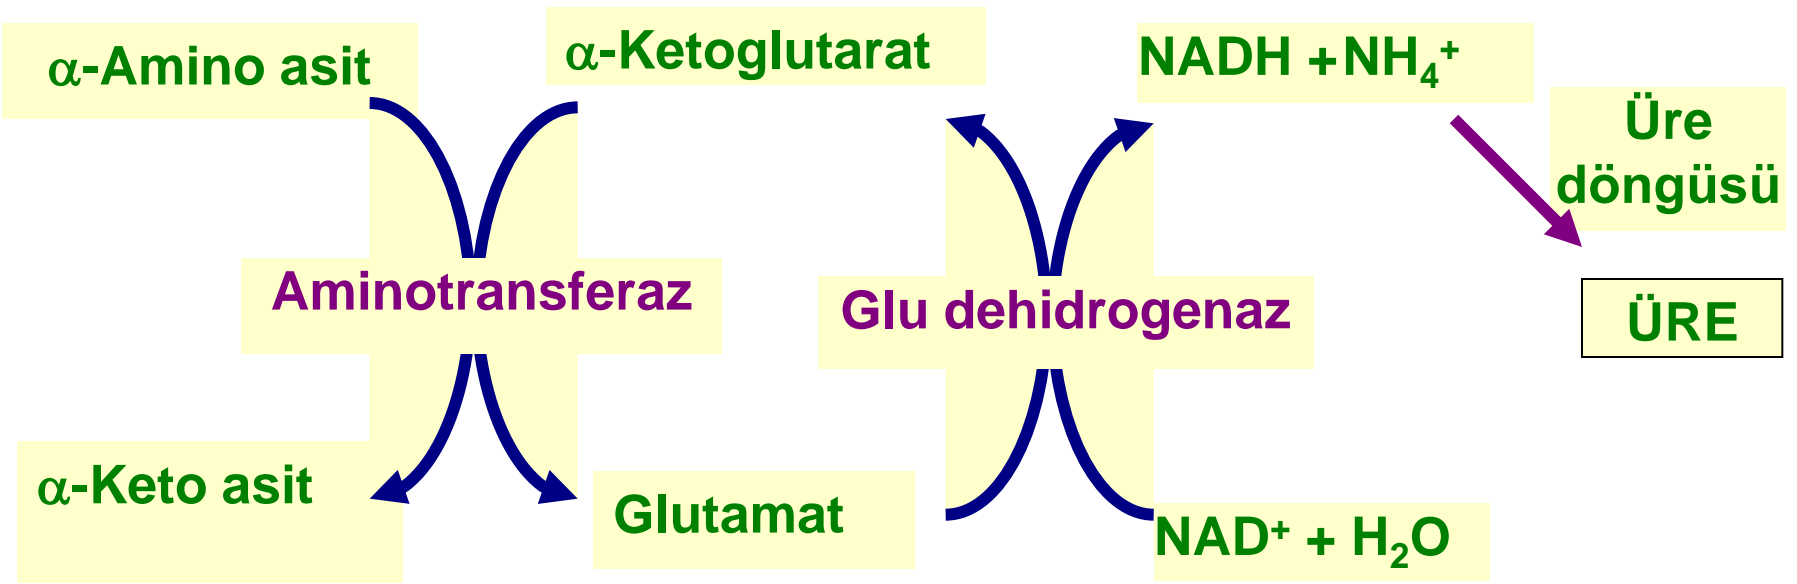 α-Amino asit
α-Ketoglutarat
NADH + NH₄⁺
Üre
döngüsü
Aminotransferaz
Glu dehidrogenaz
ÜRE
α-Keto asit
Glutamat
NAD⁺ + H₂O